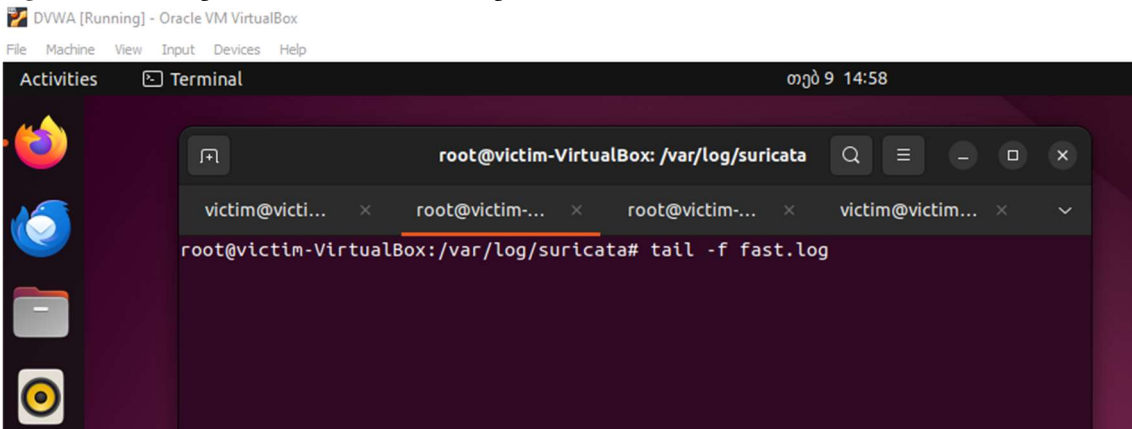 DVWA [Running] - Oracle VM VirtualBox
File Machine View Input Devices Help
Activities Terminal თებ 9 14:58
root@victim-VirtualBox: /var/log/suricata
victim@victi... root@victim-... root@victim-... victim@victim...
root@victim-VirtualBox:/var/log/suricata# tail -f fast.log